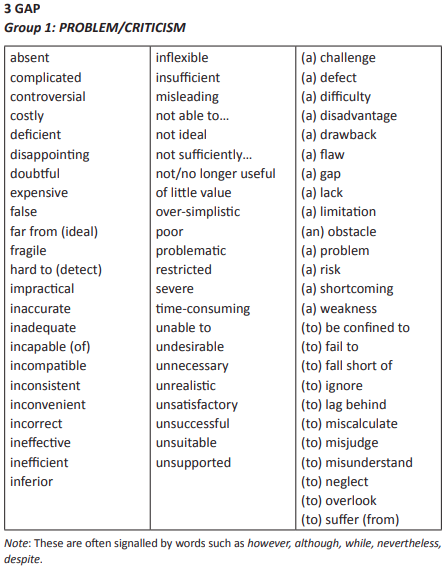 3 GAP
Group 1: PROBLEM/CRITICISM
absent
complicated
controversial
costly
deficient
disappointing
doubtful
expensive
false
far from (ideal)
fragile
hard to (detect)
impractical
inaccurate
inadequate
incapable (of)
incompatible
inconsistent
inconvenient
incorrect
ineffective
inefficient
inferior
inflexible
insufficient
misleading
not able to…
not ideal
not sufficiently…
not/no longer useful
of little value
over-simplistic
poor
problematic
restricted
severe
time-consuming
unable to
undesirable
unnecessary
unrealistic
unsatisfactory
unsuccessful
unsuitable
unsupported
(a) challenge
(a) defect
(a) difficulty
(a) disadvantage
(a) drawback
(a) flaw
(a) gap
(a) lack
(a) limitation
(an) obstacle
(a) problem
(a) risk
(a) shortcoming
(a) weakness
(to) be confined to
(to) fail to
(to) fall short of
(to) ignore
(to) lag behind
(to) miscalculate
(to) misjudge
(to) misunderstand
(to) neglect
(to) overlook
(to) suffer (from)
Note: These are often signalled by words such as however, although, while, nevertheless,
despite.